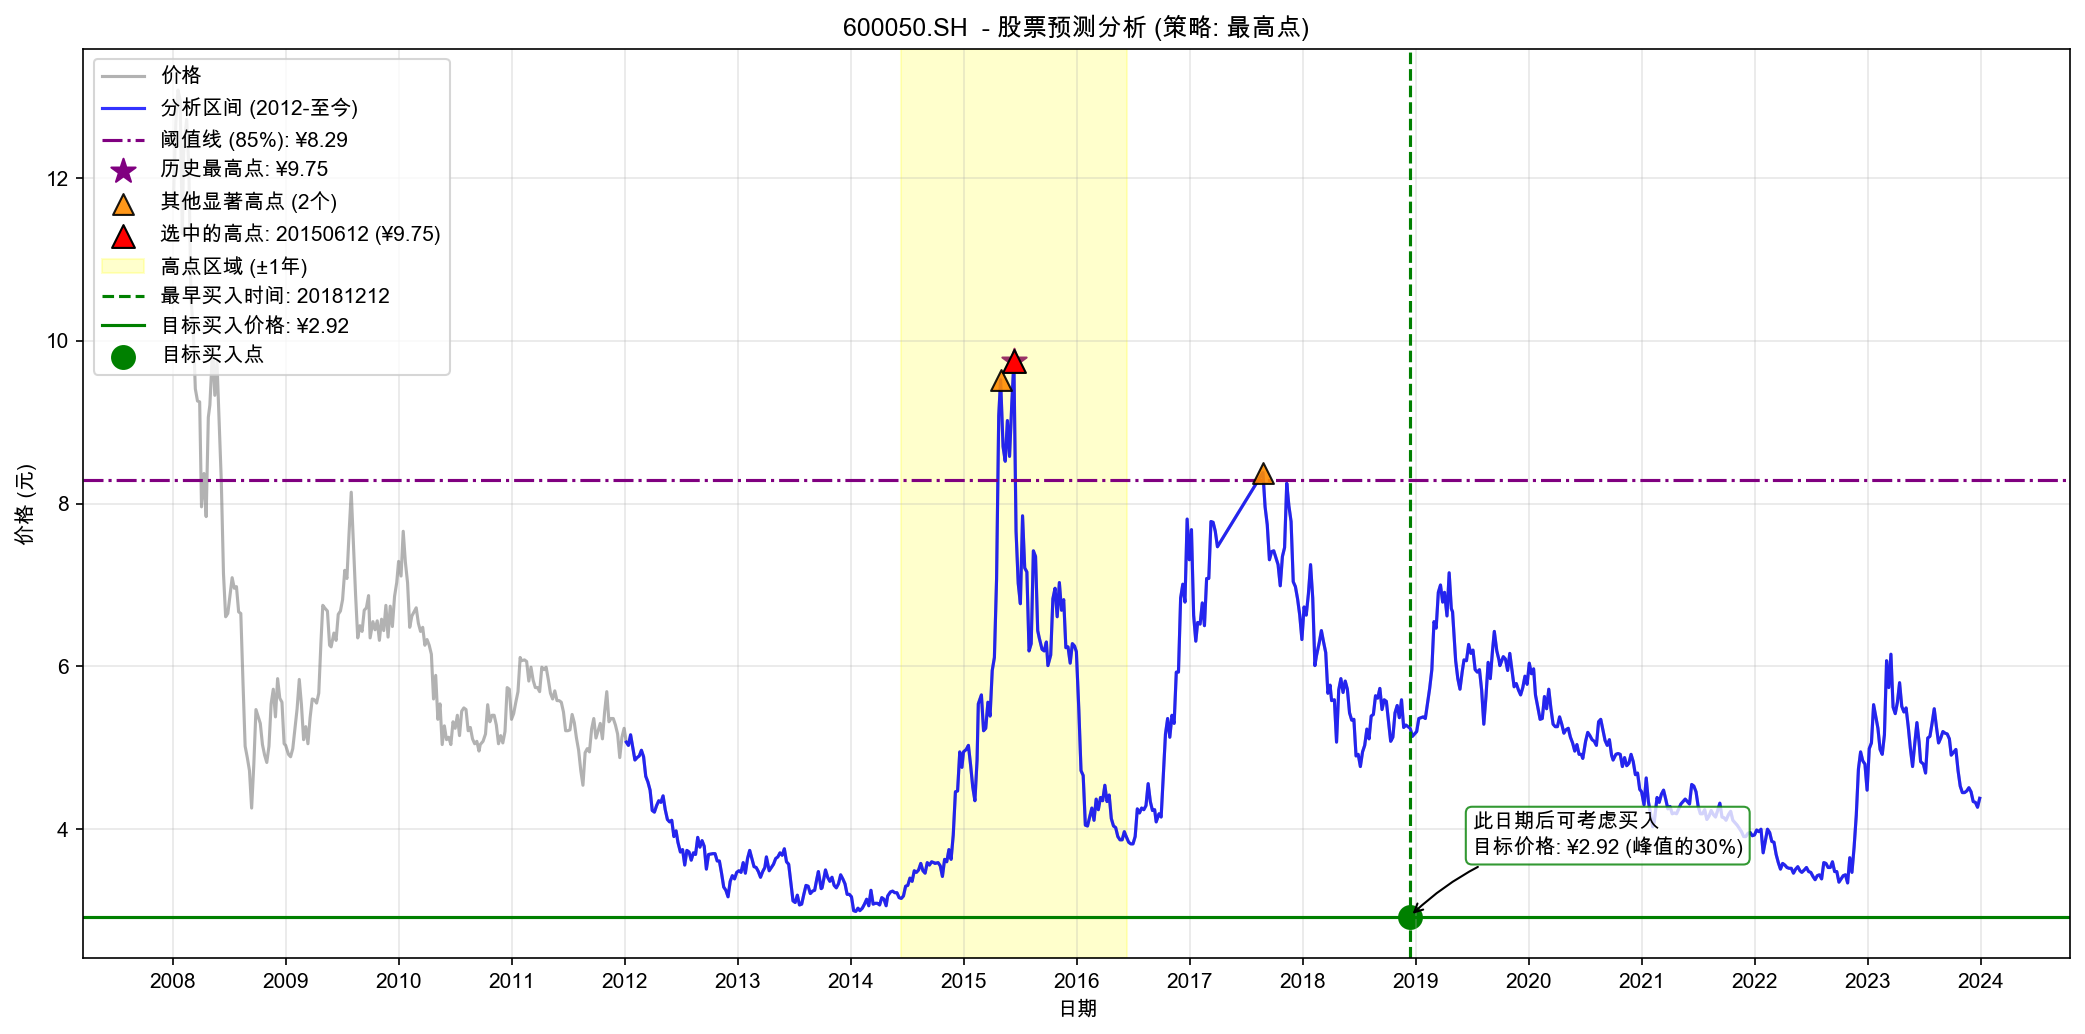 600050.SH  - 股票预测分析 (策略: 最高点)
价格
分析区间 (2012-至今)
阈值线 (85%): ¥8.29
历史最高点: ¥9.75
其他显著高点 (2个)
选中的高点: 20150612 (¥9.75)
高点区域 (±1年)
最早买入时间: 20181212
目标买入价格: ¥2.92
目标买入点
价格 (元)
12
10
8
6
4
此日期后可考虑买入
目标价格: ¥2.92 (峰值的30%)
2008 2009 2010 2011 2012 2013 2014 2015 2016 2017 2018 2019 2020 2021 2022 2023 2024
日期